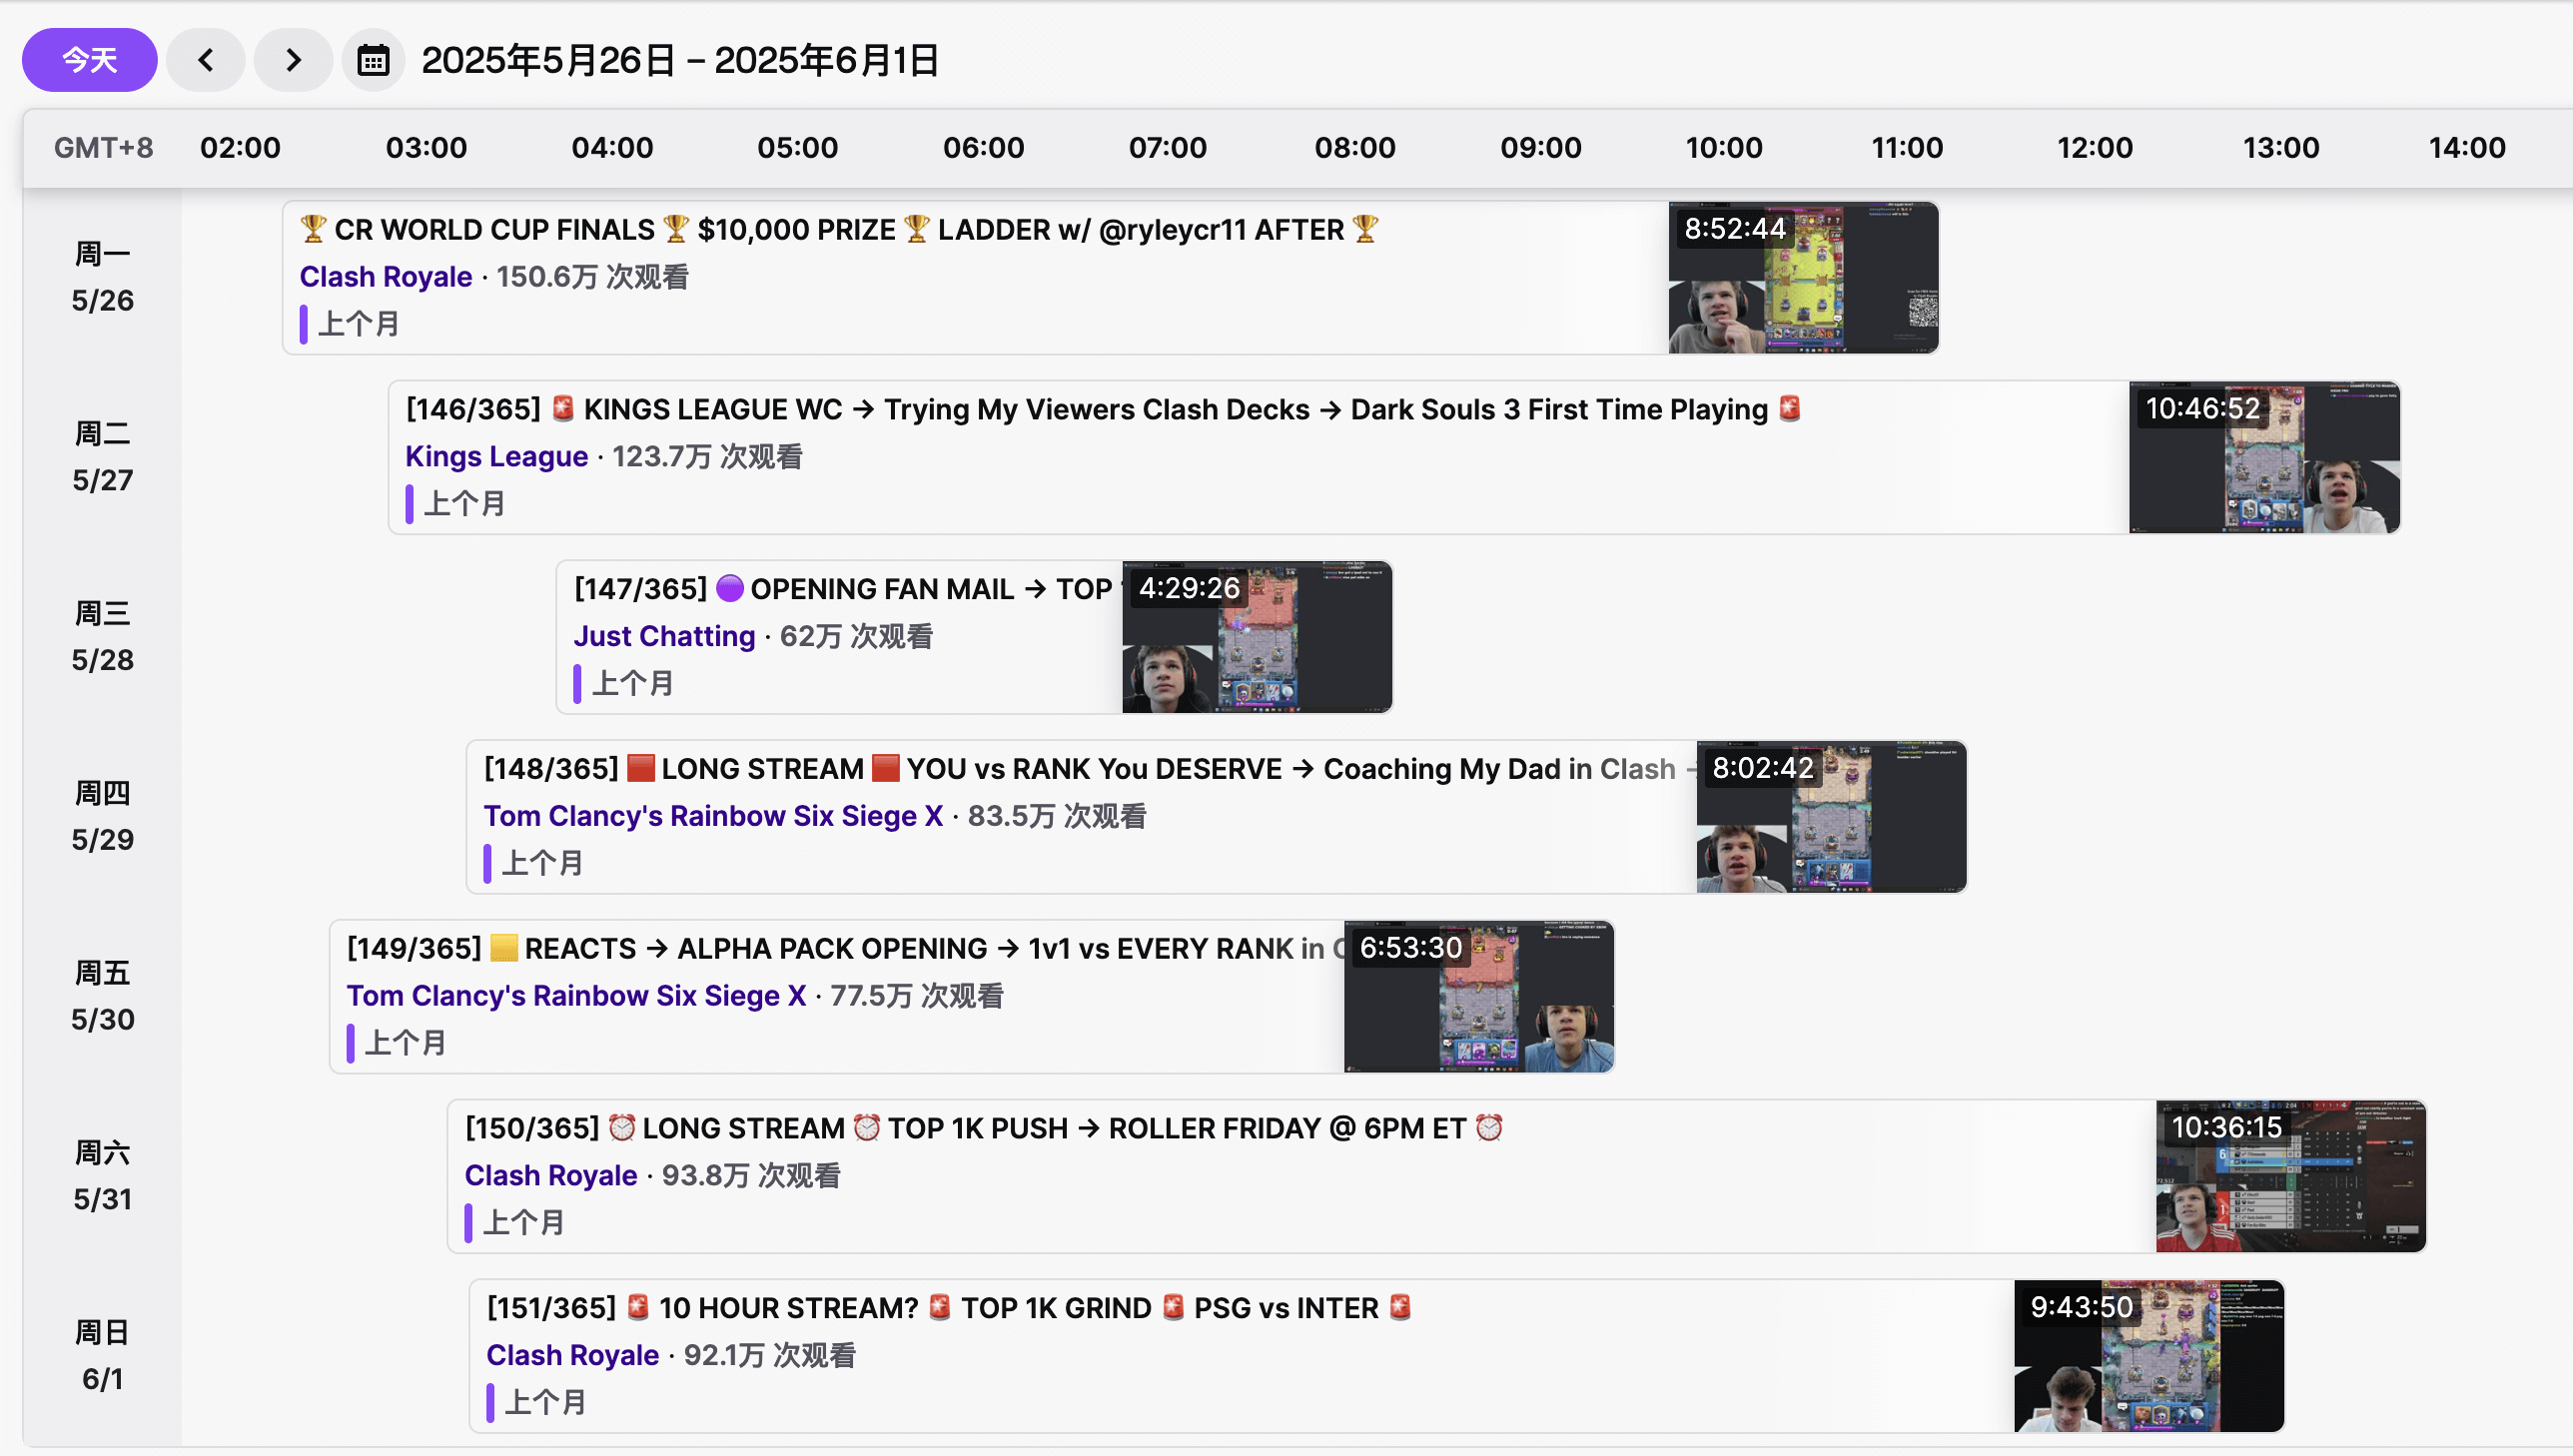 今天
2025年5月26日 – 2025年6月1日
GMT+8 02:00 03:00 04:00 05:00 06:00 07:00 08:00 09:00 10:00 11:00 12:00 13:00 14:00
周一
5/26
🏆 CR WORLD CUP FINALS 🏆 $10,000 PRIZE 🏆 LADDER w/ @ryleycr11 AFTER 🏆
Clash Royale · 150.6万 次观看
上个月
8:52:44
周二
5/27
[146/365] 🚨 KINGS LEAGUE WC → Trying My Viewers Clash Decks → Dark Souls 3 First Time Playing 🚨
Kings League · 123.7万 次观看
上个月
10:46:52
周三
5/28
[147/365] 🟣 OPENING FAN MAIL → TOP
Just Chatting · 62万 次观看
上个月
4:29:26
周四
5/29
[148/365] 🟥 LONG STREAM 🟥 YOU vs RANK You DESERVE → Coaching My Dad in Clash
Tom Clancy's Rainbow Six Siege X · 83.5万 次观看
上个月
8:02:42
周五
5/30
[149/365] 🟨 REACTS → ALPHA PACK OPENING → 1v1 vs EVERY RANK in
Tom Clancy's Rainbow Six Siege X · 77.5万 次观看
上个月
6:53:30
周六
5/31
[150/365] ⏰ LONG STREAM ⏰ TOP 1K PUSH → ROLLER FRIDAY @ 6PM ET ⏰
Clash Royale · 93.8万 次观看
上个月
10:36:15
周日
6/1
[151/365] 🚨 10 HOUR STREAM? 🚨 TOP 1K GRIND 🚨 PSG vs INTER 🚨
Clash Royale · 92.1万 次观看
上个月
9:43:50